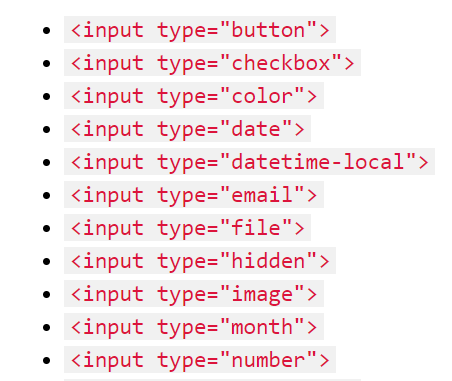 <input type="button">
<input type="checkbox">
<input type="color">
<input type="date">
<input type="datetime-local">
<input type="email">
<input type="file">
<input type="hidden">
<input type="image">
<input type="month">
<input type="number">